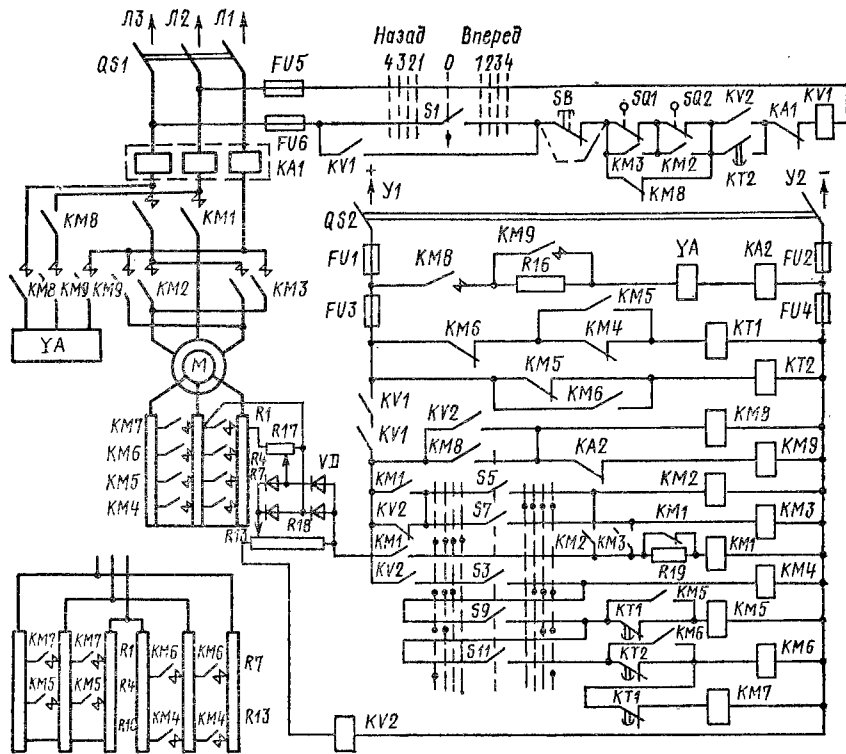 Л3 Л2 Л1
Назад 0 Вперед
4321 1234
QS1
FU5
S1
SB
SQ1
SQ2
KV2
KA1
KV1
FU6
KV1
KM3
KM2
KT2
KA1
KM8
+
У1
У2
−
QS2
KM8
KM1
KM9
FU1
KM8
R16
YA
KA2
FU2
KM8
KM9
KM9
KM2
KM3
FU3
KM5
FU4
YA
KM6
KM4
KT1
M
KM5
KT2
KM6
KV1
KM7
R1
R17
KV1
KV2
KM8
KM6
R4
KM8
KA2
KM9
KM5
R7
VD
KM1
S5
KM2
KM4
R18
KV2
S7
KM1
KM3
R13
KM1
KM2
KM3
R19
KM1
KV2
S3
KM4
KM5
S9
KT1
KM5
KM7
KM7
R1
KM6
KM6
R7
KM6
S11
KT2
KM6
KM5
KM5
R4
KM4
KM4
R13
KT1
KM7
KV2